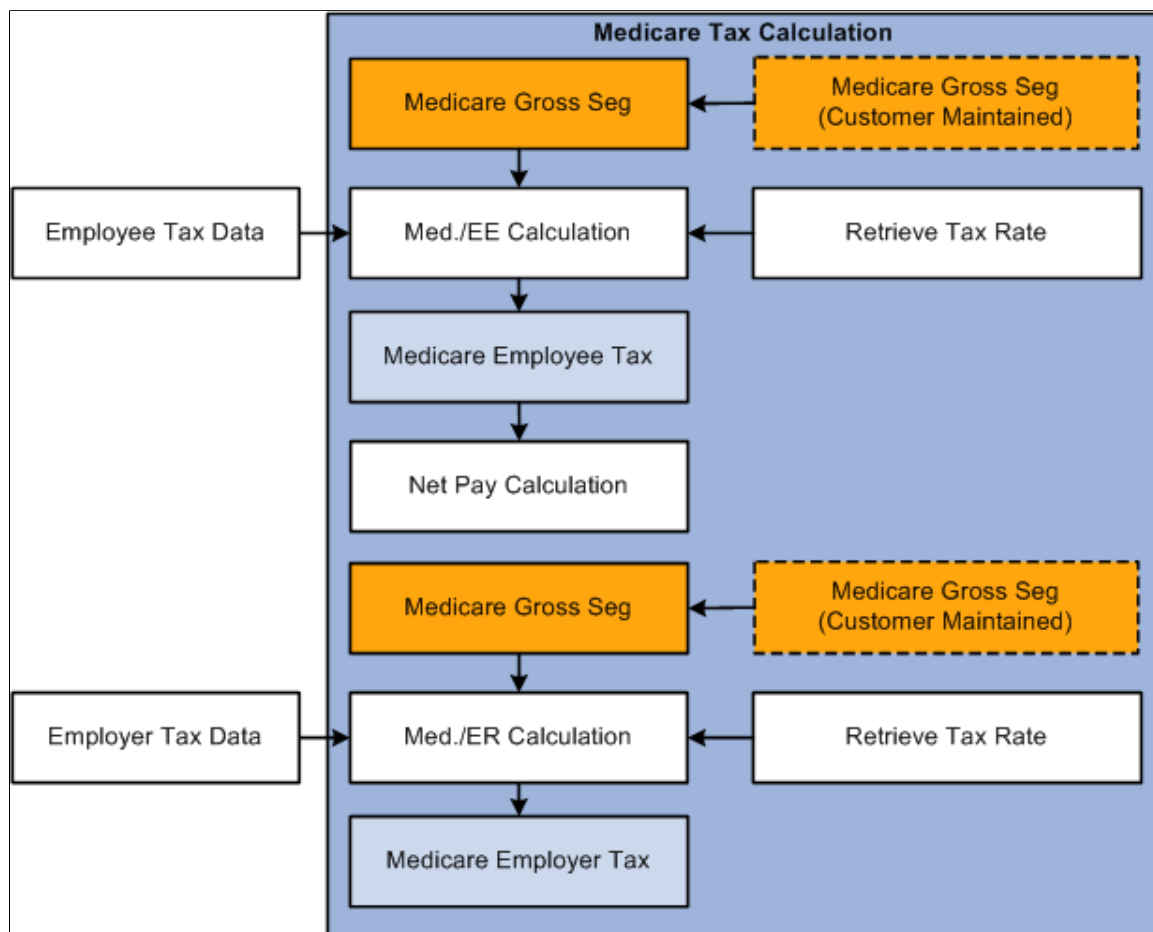 Medicare Tax Calculation
Medicare Gross Seg
Medicare Gross Seg
(Customer Maintained)
Employee Tax Data
Med./EE Calculation
Retrieve Tax Rate
Medicare Employee Tax
Net Pay Calculation
Medicare Gross Seg
Medicare Gross Seg
(Customer Maintained)
Employer Tax Data
Med./ER Calculation
Retrieve Tax Rate
Medicare Employer Tax